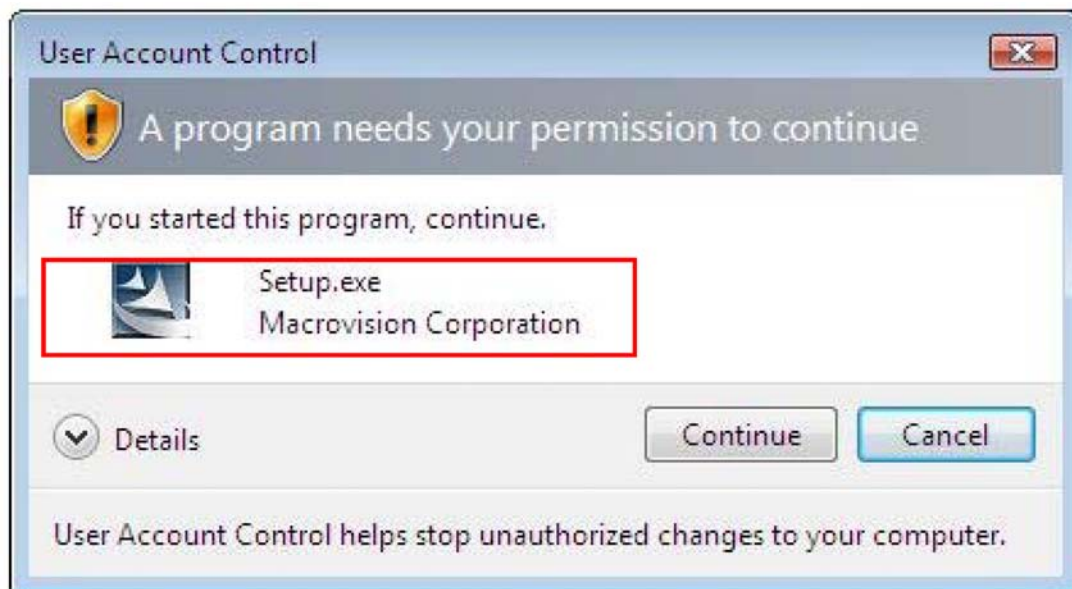 User Account Control
A program needs your permission to continue
If you started this program, continue.
Setup.exe
Macrovision Corporation
Details
Continue
Cancel
User Account Control helps stop unauthorized changes to your computer.